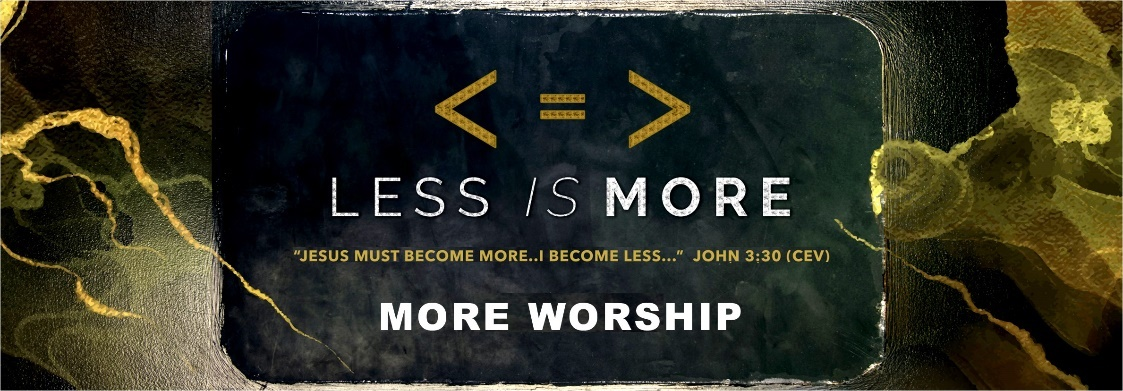 < = >
LESS IS MORE
"JESUS MUST BECOME MORE..I BECOME LESS..." JOHN 3:30 (CEV)
MORE WORSHIP